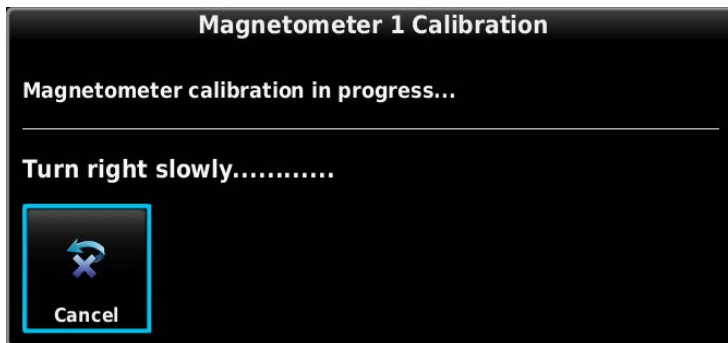 Magnetometer 1 Calibration
Magnetometer calibration in progress...
Turn right slowly............
Cancel